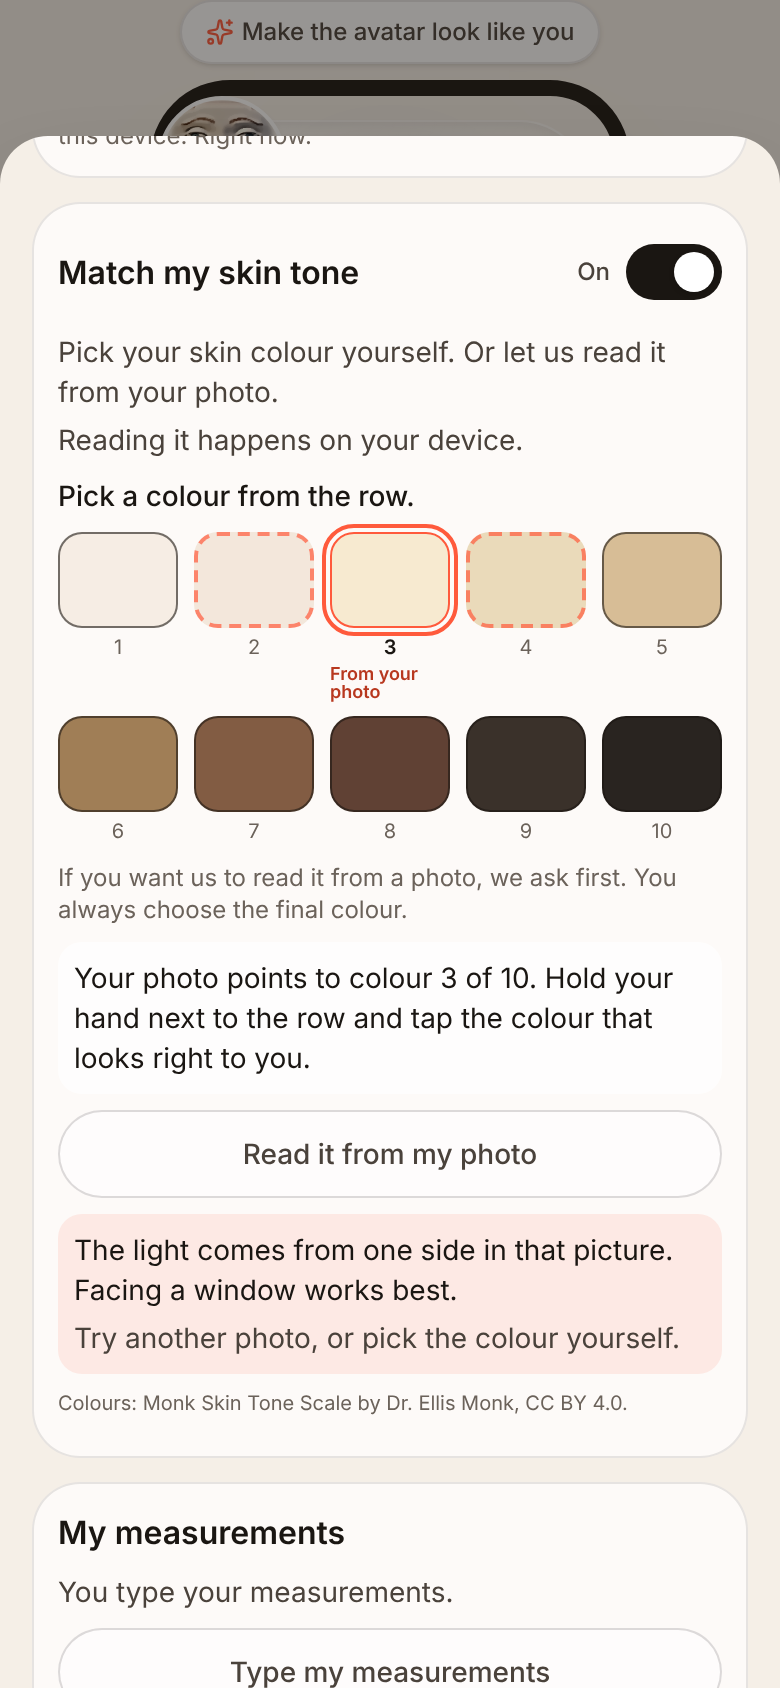 Make the avatar look like you
this device. Right now.
Match my skin tone
On
Pick your skin colour yourself. Or let us read it
from your photo.
Reading it happens on your device.
Pick a colour from the row.
1
2
3
4
5
From your
photo
6
7
8
9
10
If you want us to read it from a photo, we ask first. You
always choose the final colour.
Your photo points to colour 3 of 10. Hold your
hand next to the row and tap the colour that
looks right to you.
Read it from my photo
The light comes from one side in that picture.
Facing a window works best.
Try another photo, or pick the colour yourself.
Colours: Monk Skin Tone Scale by Dr. Ellis Monk, CC BY 4.0.
My measurements
You type your measurements.
Type my measurements